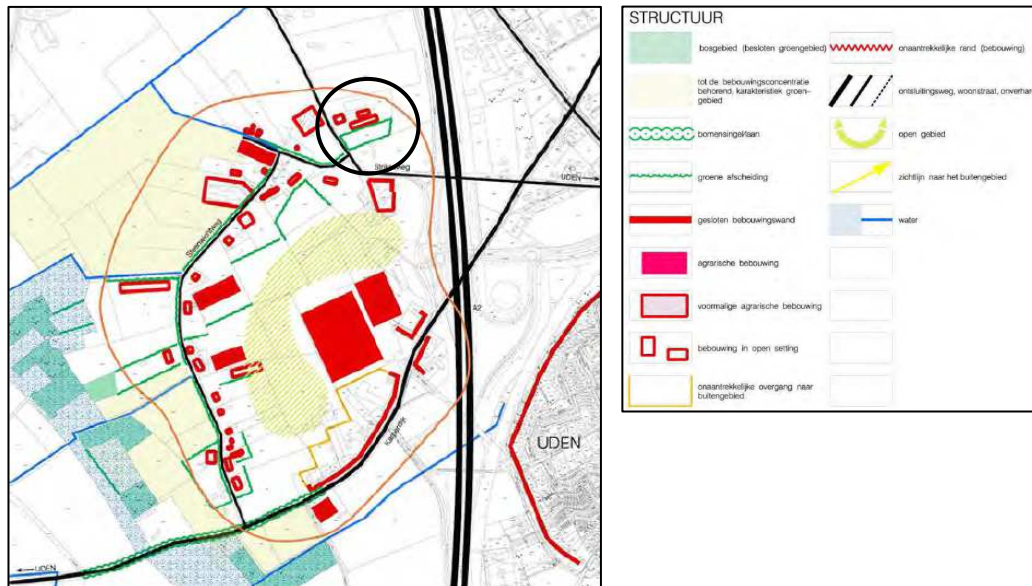 UDEN
A2
UDEN
UDEN
STRUCTUUR
bosgebied (besloten groengebied)
tot de bebouwingsconcentratie
behorend, karakteristiek groen-
gebied
bomensingel/laan
groene afscheiding
gesloten bebouwingswand
agrarische bebouwing
voormalige agrarische bebouwing
bebouwing in open setting
onaantrekkelijke overgang naar
buitengebied
onaantrekkelijke rand (bebouwing)
ontsluitingsweg, woonstraat, onverhard
open gebied
zichtlijn naar het buitengebied
water